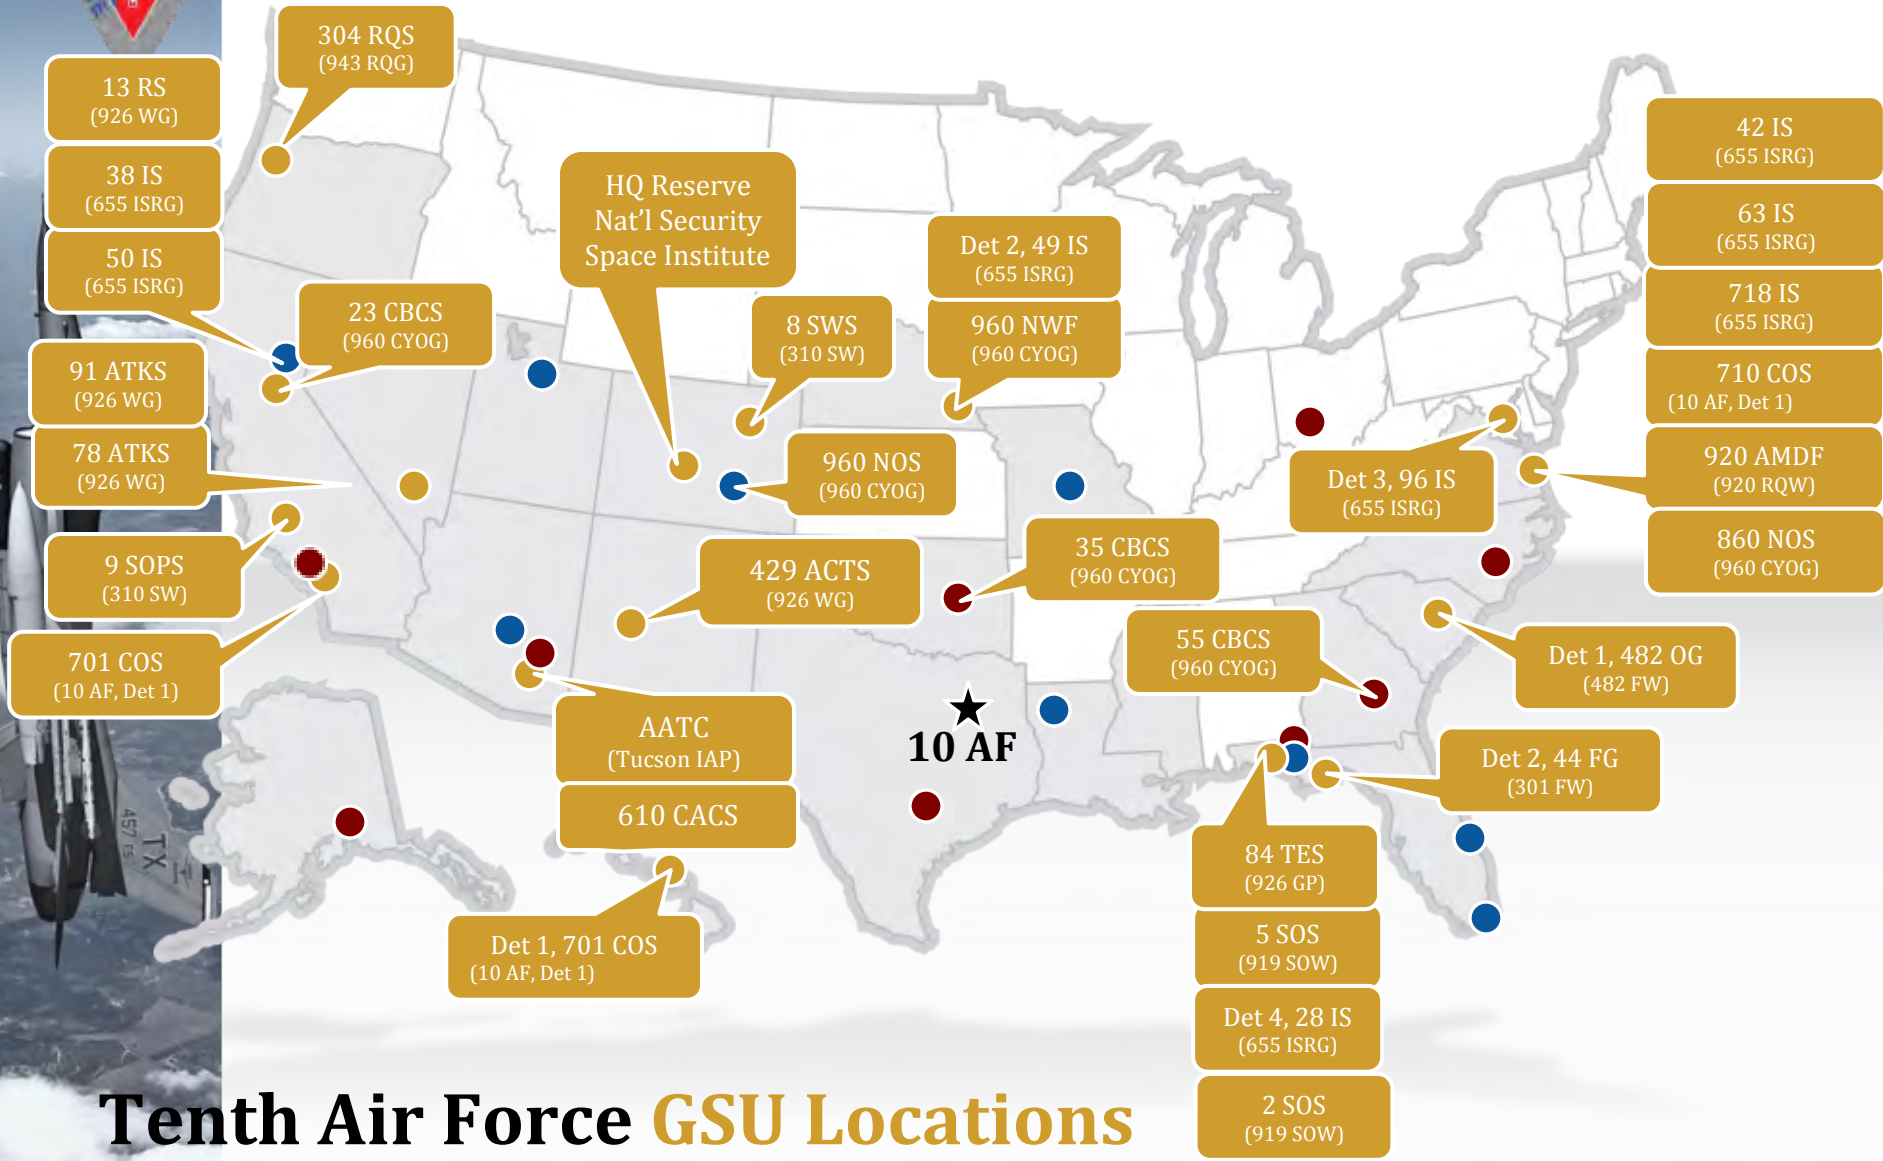 304 RQS
(943 RQG)
13 RS
(926 WG)
38 IS
(655 ISRG)
50 IS
(655 ISRG)
23 CBCS
(960 CYOG)
91 ATKS
(926 WG)
78 ATKS
(926 WG)
9 SOPS
(310 SW)
701 COS
(10 AF, Det 1)
HQ Reserve
Nat’l Security
Space Institute
8 SWS
(310 SW)
Det 2, 49 IS
(655 ISRG)
960 NWF
(960 CYOG)
960 NOS
(960 CYOG)
429 ACTS
(926 WG)
35 CBCS
(960 CYOG)
55 CBCS
(960 CYOG)
Det 3, 96 IS
(655 ISRG)
42 IS
(655 ISRG)
63 IS
(655 ISRG)
718 IS
(655 ISRG)
710 COS
(10 AF, Det 1)
920 AMDF
(920 RQW)
860 NOS
(960 CYOG)
Det 1, 482 OG
(482 FW)
Det 2, 44 FG
(301 FW)
10 AF
AATC
(Tucson IAP)
610 CACS
Det 1, 701 COS
(10 AF, Det 1)
84 TES
(926 GP)
5 SOS
(919 SOW)
Det 4, 28 IS
(655 ISRG)
2 SOS
(919 SOW)
457 FS
TX
Tenth Air Force GSU Locations